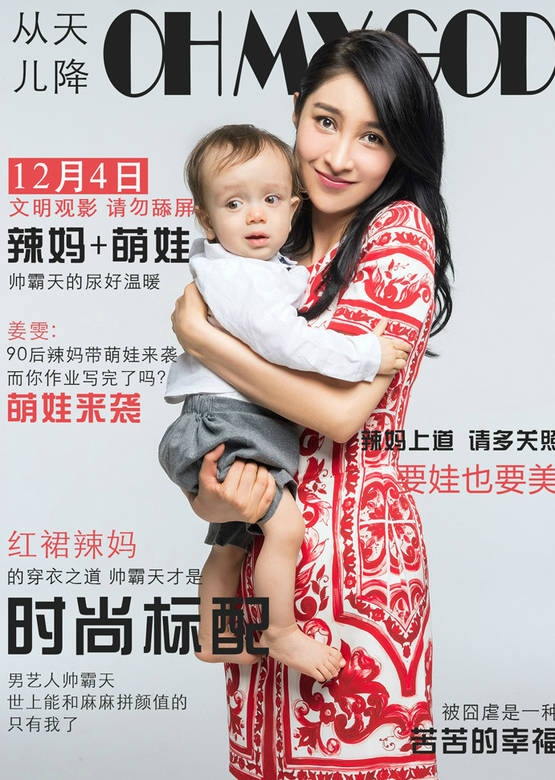 从天
儿降
OH MY GOD
12月4日
文明观影 请勿舔屏
辣妈+萌娃
帅霸天的尿好温暖
姜雯:
90后辣妈带萌娃来袭
而你作业写完了吗?
萌娃来袭
辣妈上道 请多关照
要娃也要美
红裙辣妈
的穿衣之道 帅霸天才是
时尚标配
男艺人帅霸天
世上能和麻麻拼颜值的
只有我了
被囧虐是一种
苦苦的幸福